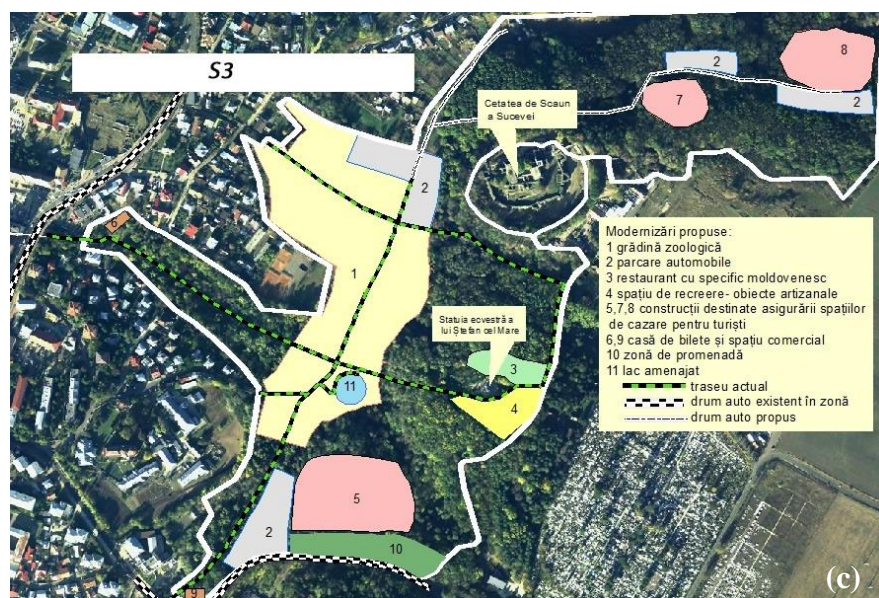 S3
2
8
2
7
2
Cetatea de Scaun
a Sucevei
2
6
1
Statuia ecvestră a
lui Ștefan cel Mare
3
11
4
5
2
10
9
Modernizări propuse:
1 grădină zoologică
2 parcare automobile
3 restaurant cu specific moldovenesc
4 spațiu de recreere- obiecte artizanale
5,7,8 construcții destinate asigurării spațiilor
de cazare pentru turiști
6,9 casă de bilete și spațiu comercial
10 zonă de promenadă
11 lac amenajat
traseu actual
drum auto existent în zonă
drum auto propus
(c)